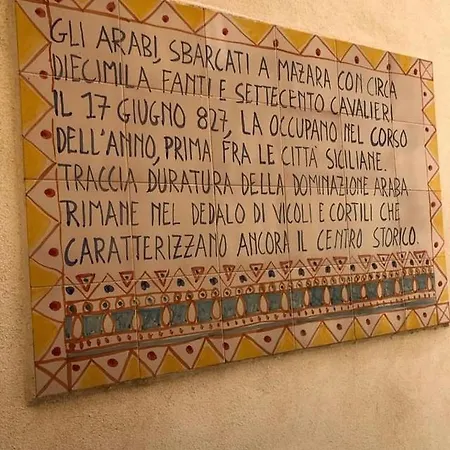 GLI ARABI, SBARCATI A MAZARA CON CIRCA
DIECIMILA FANTI E SETTECENTO CAVALIERI
IL 17 GIUGNO 827, LA OCCUPANO NEL CORSO
DELL'ANNO, PRIMA FRA LE CITTÀ SICILIANE.
TRACCIA DURATURA DELLA DOMINAZIONE ARABA
RIMANE NEL DEDALO DI VICOLI E CORTILI CHE
CARATTERIZZANO ANCORA IL CENTRO STORICO.